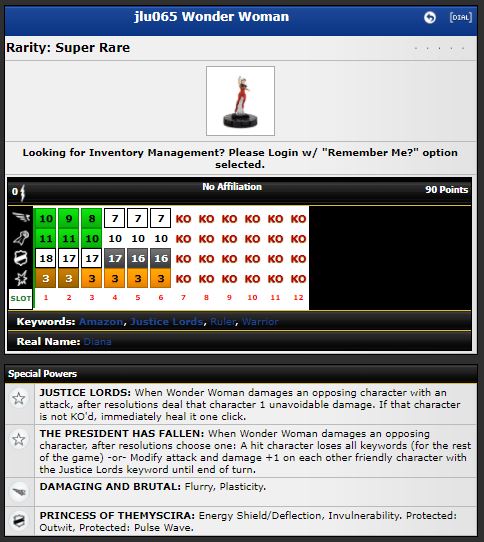 jlu065 Wonder Woman [DIAL]
Rarity: Super Rare
Looking for Inventory Management? Please Login w/ "Remember Me?" option
selected.
0 No Affiliation 90 Points
10 9 8 7 7 7 KO KO KO KO KO KO
11 11 10 10 10 10 KO KO KO KO KO KO
18 17 17 17 16 16 KO KO KO KO KO KO
3 3 3 3 3 3 KO KO KO KO KO KO
SLOT 1 2 3 4 5 6 7 8 9 10 11 12
Keywords: Amazon, Justice Lords, Ruler, Warrior
Real Name: Diana
Special Powers
JUSTICE LORDS: When Wonder Woman damages an opposing character with an
attack, after resolutions deal that character 1 unavoidable damage. If that character
is not KO'd, immediately heal it one click.
THE PRESIDENT HAS FALLEN: When Wonder Woman damages an opposing
character, after resolutions choose one: A hit character loses all keywords (for the rest
of the game) -or- Modify attack and damage +1 on each other friendly character with
the Justice Lords keyword until end of turn.
DAMAGING AND BRUTAL: Flurry, Plasticity.
PRINCESS OF THEMYSCIRA: Energy Shield/Deflection, Invulnerability. Protected:
Outwit, Protected: Pulse Wave.